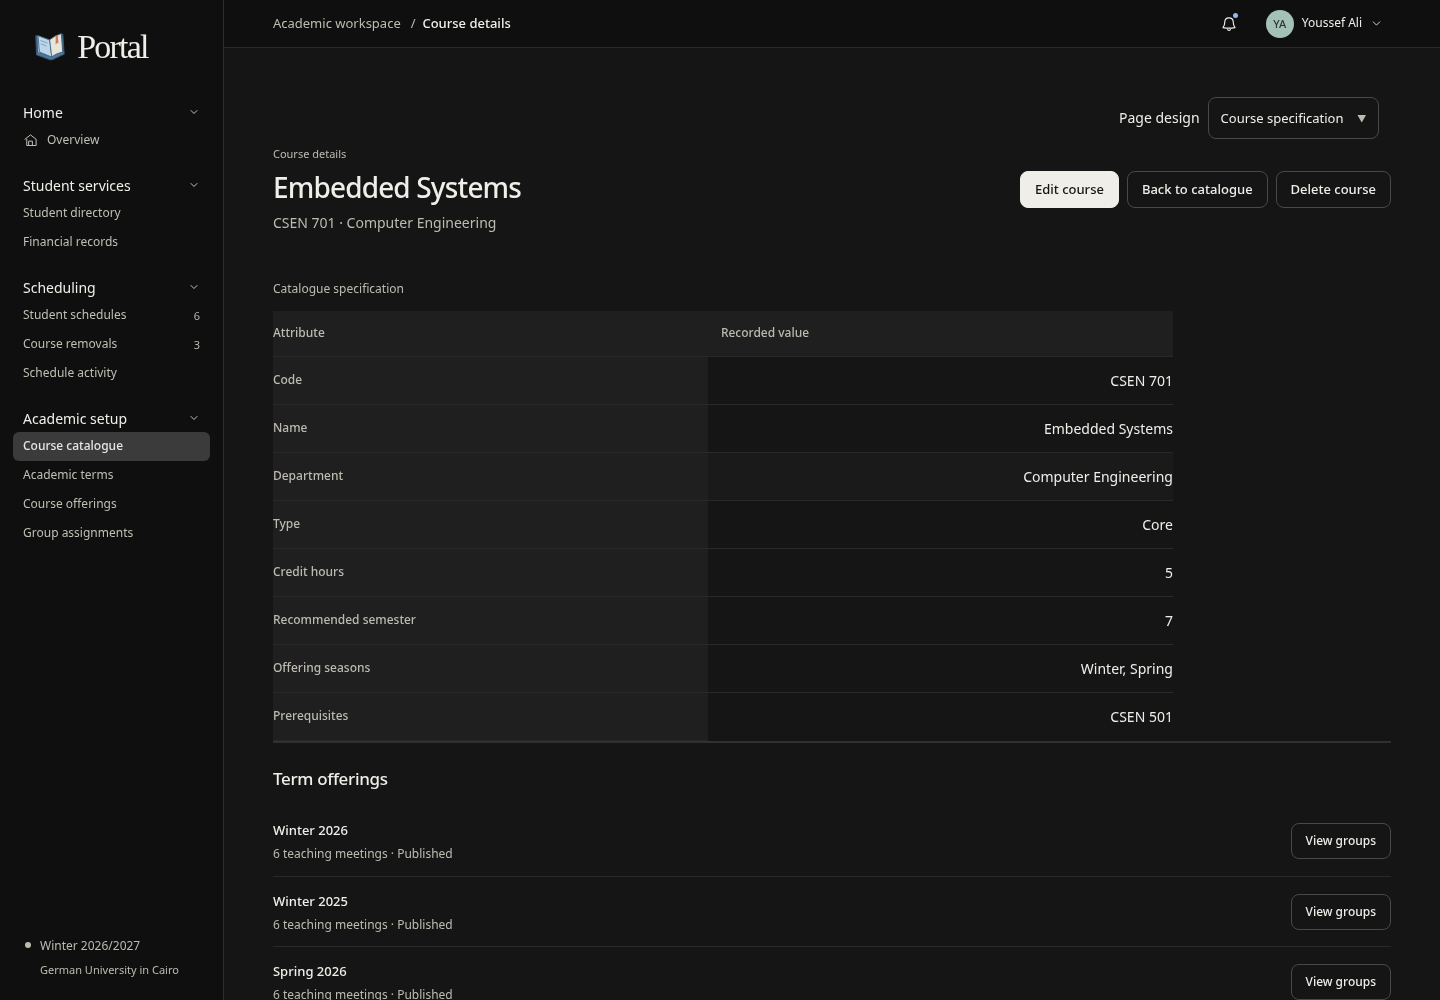 Portal
Home
Overview
Student services
Student directory
Financial records
Scheduling
Student schedules 6
Course removals 3
Schedule activity
Academic setup
Course catalogue
Academic terms
Course offerings
Group assignments
Winter 2026/2027
German University in Cairo
Academic workspace / Course details
YA Youssef Ali
Page design Course specification
Course details
Embedded Systems
CSEN 701 · Computer Engineering
Edit course
Back to catalogue
Delete course
Catalogue specification
Attribute Recorded value
Code CSEN 701
Name Embedded Systems
Department Computer Engineering
Type Core
Credit hours 5
Recommended semester 7
Offering seasons Winter, Spring
Prerequisites CSEN 501
Term offerings
Winter 2026
6 teaching meetings · Published
View groups
Winter 2025
6 teaching meetings · Published
View groups
Spring 2026
6 teaching meetings · Published
View groups